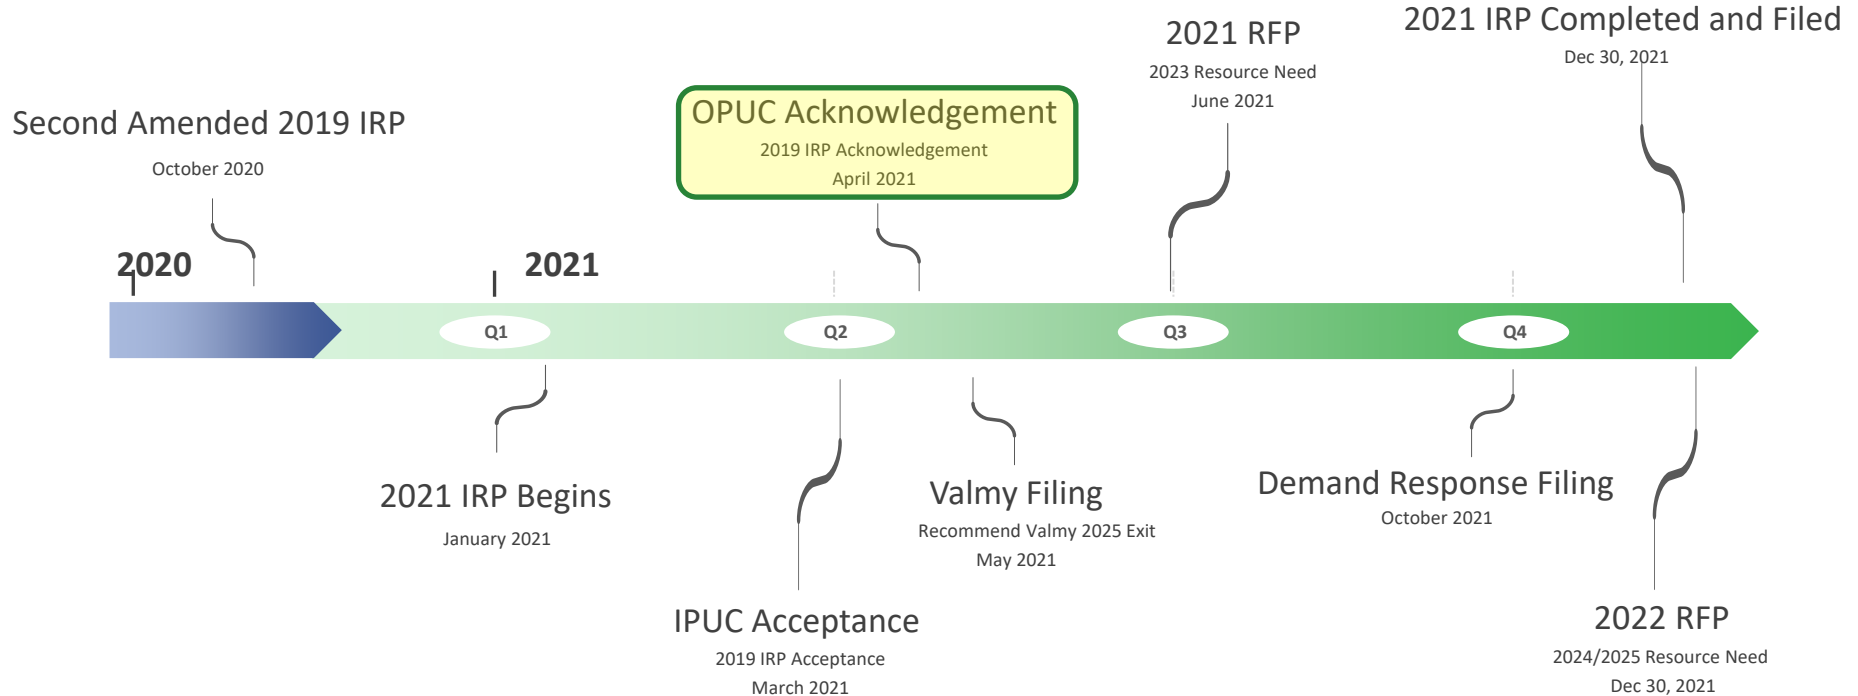 2021 IRP Completed and Filed
Dec 30, 2021
2021 RFP
2023 Resource Need
June 2021
OPUC Acknowledgement
2019 IRP Acknowledgement
April 2021
Second Amended 2019 IRP
October 2020
2020
2021
Q1
Q2
Q3
Q4
2021 IRP Begins
January 2021
IPUC Acceptance
2019 IRP Acceptance
March 2021
Valmy Filing
Recommend Valmy 2025 Exit
May 2021
Demand Response Filing
October 2021
2022 RFP
2024/2025 Resource Need
Dec 30, 2021